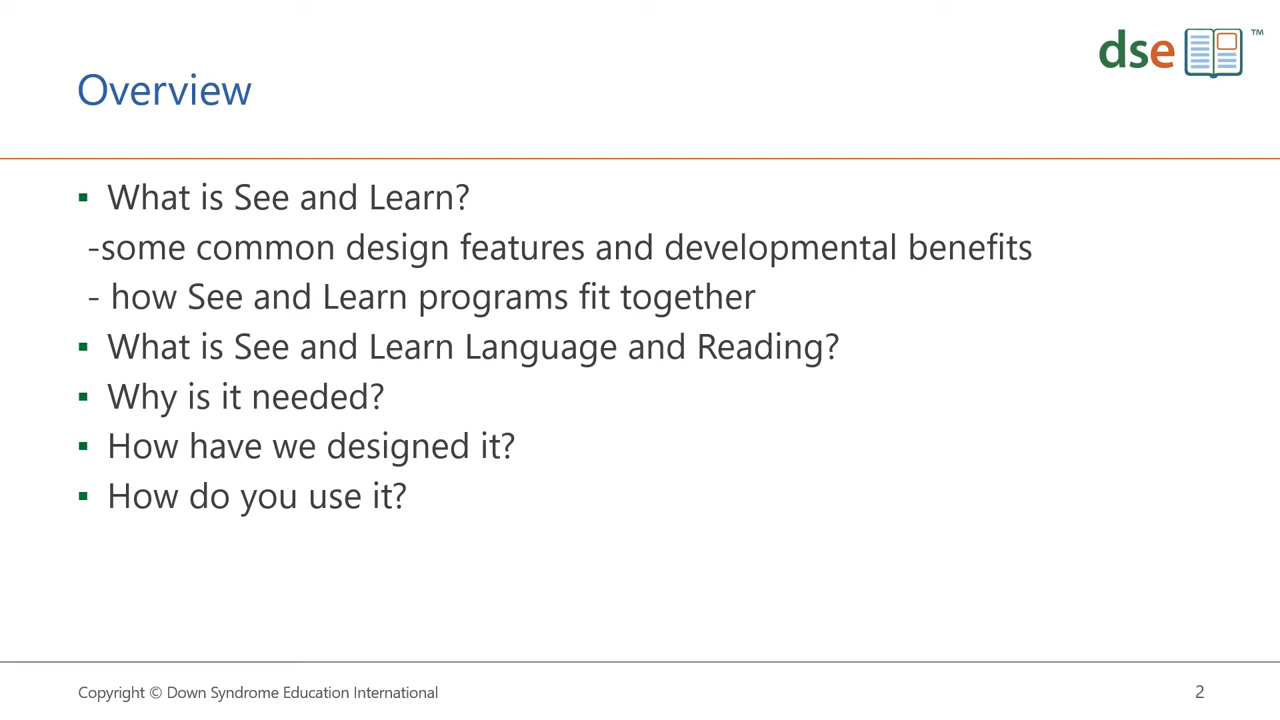 dse ™
Overview
▪ What is See and Learn?
-some common design features and developmental benefits
- how See and Learn programs fit together
▪ What is See and Learn Language and Reading?
▪ Why is it needed?
▪ How have we designed it?
▪ How do you use it?
Copyright © Down Syndrome Education International
2